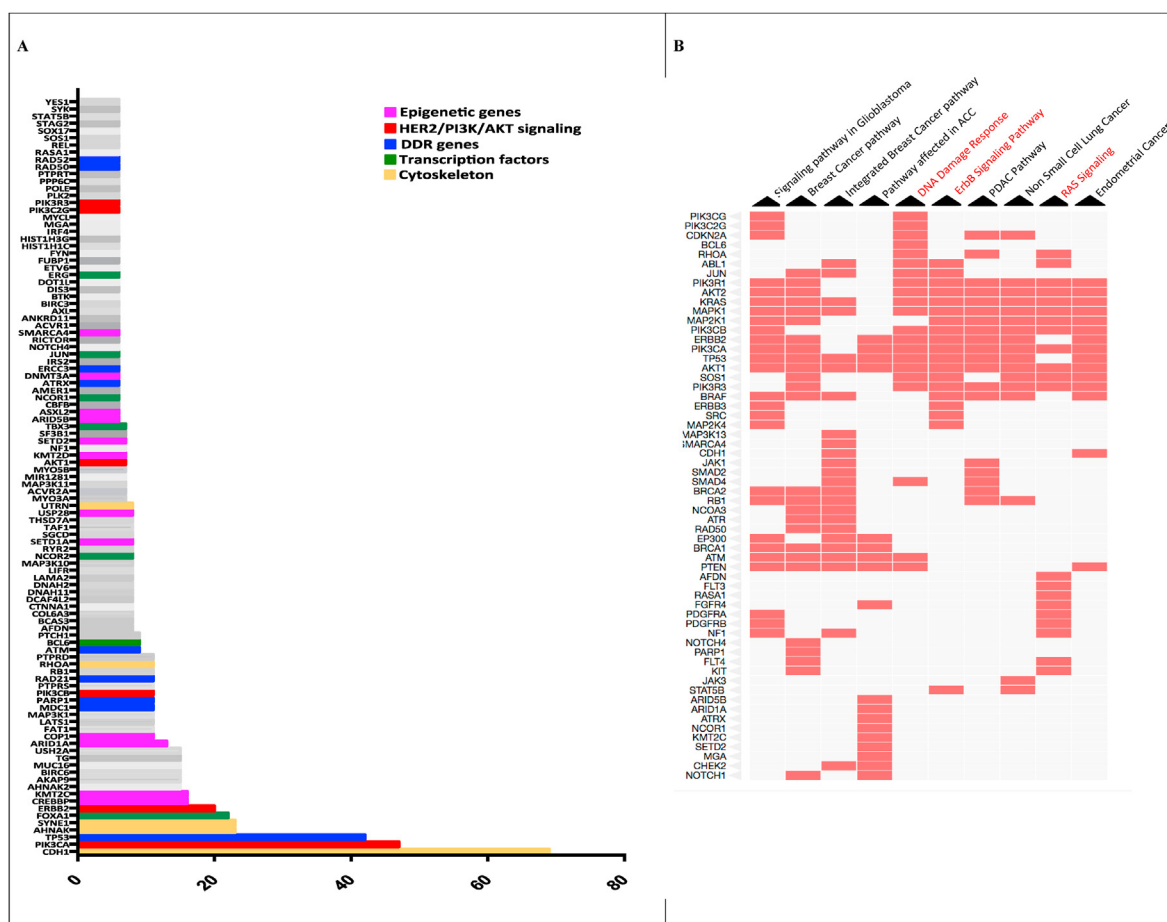 A
YES1
SYK
STAT5B
STAG2
SOX17
SOS1
REL
RASA1
RAD52
RAD50
PTPRT
PPP6C
POLE
PLK2
PIK3R3
PIK3C2G
MYCL
MGA
IRF4
HIST1H3G
HIST1H1C
FYN
FUBP1
ETV6
ERG
DOT1L
DIS3
BTK
BIRC3
AXL
ANKRD11
ACVR1
SMARCA4
RICTOR
NOTCH4
JUN
IRS2
ERCC3
DNMT3A
ATRX
AMER1
NCOR1
CBFB
ASXL2
ARID5B
TBX3
SF3B1
SETD2
NF1
KMT2D
AKT1
MYO5B
MIR1281
MAP3K11
ACVR2A
MYO3A
UTRN
USP28
THSD7A
TAF1
SGCD
SETD1A
RYR2
NCOR2
MAP3K10
LIFR
LAMA2
DNAH2
DNAH11
DCAF4L2
CTNNA1
COL6A3
BCAS3
AFDN
PTCH1
BCL6
ATM
PTPRD
RHOA
RB1
RAD21
PTPRS
PIK3CB
PARP1
MDC1
MAP3K1
LATS1
FAT1
COP1
ARID1A
USH2A
TG
MUC16
BIRC6
AKAP9
AHNAK2
KMT2C
CREBBP
ERBB2
FOXA1
SYNE1
AHNAK
TP53
PIK3CA
CDH1
0
20
40
60
80
Epigenetic genes
HER2/PI3K/AKT signaling
DDR genes
Transcription factors
Cytoskeleton
B
Signaling pathway in Glioblastoma
Breast Cancer pathway
Integrated Breast Cancer pathway
Pathway affected in ACC
DNA Damage Response
ErbB Signaling Pathway
PDAC Pathway
Non Small Cell Lung Cancer
RAS Signaling
Endometrial Cancer
PIK3CG
PIK3C2G
CDKN2A
BCL6
RHOA
ABL1
JUN
PIK3R1
AKT2
KRAS
MAPK1
MAP2K1
PIK3CB
ERBB2
PIK3CA
TP53
AKT1
SOS1
PIK3R3
BRAF
ERBB3
SRC
MAP2K4
MAP3K13
SMARCA4
CDH1
JAK1
SMAD2
SMAD4
BRCA2
RB1
NCOA3
ATR
RAD50
EP300
BRCA1
ATM
PTEN
AFDN
FLT3
RASA1
FGFR4
PDGFRA
PDGFRB
NF1
NOTCH4
PARP1
FLT4
KIT
JAK3
STAT5B
ARID5B
ARID1A
ATRX
NCOR1
KMT2C
SETD2
MGA
CHEK2
NOTCH1